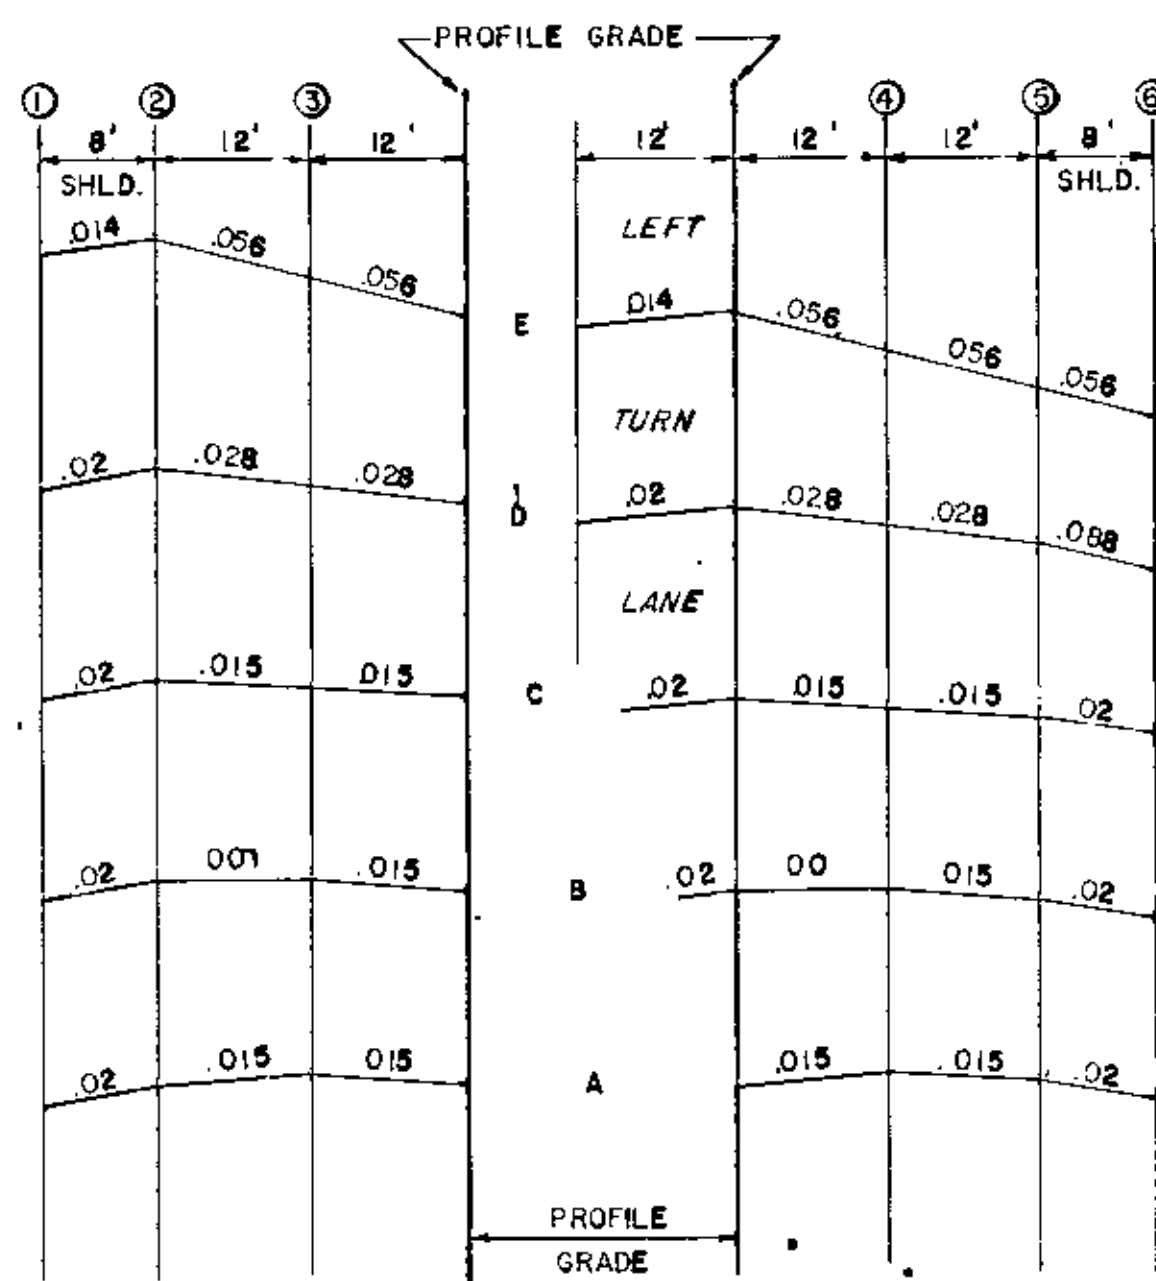 PROFILE GRADE
1 2 3 4 5 6
8' 12' 12' 12' 12' 12' 8'
SHLD. SHLD.
LEFT
.014 .056 .056 E .014 .056 .056 .056
TURN
.02 .028 .028 1 D .02 .028 .028 .088
LANE
.02 .015 .015 C .02 .015 .015 .02
.02 .015 B .02 00 .015 .02
.02 .015 .015 A .015 .015 .02
PROFILE
GRADE